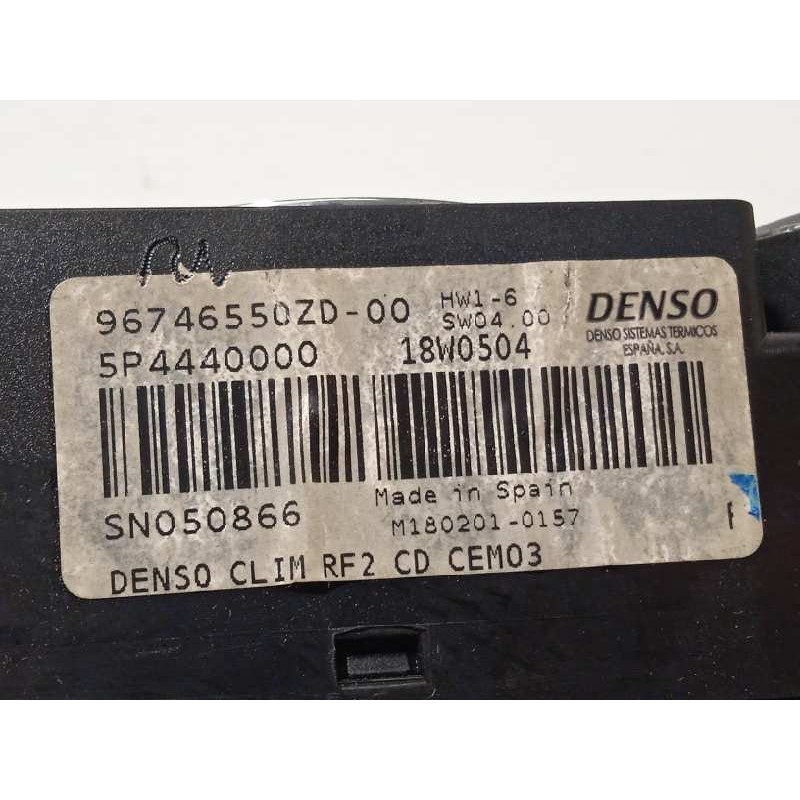 96746550ZD-00
HW1-6
SW04.00
DENSO
DENSO SISTEMAS TERMICOS
ESPAÑA, S.A.
5P4440000
18W0504
SN050866
Made in Spain
M180201-0157
DENSO CLIM RF2 CD CEM03